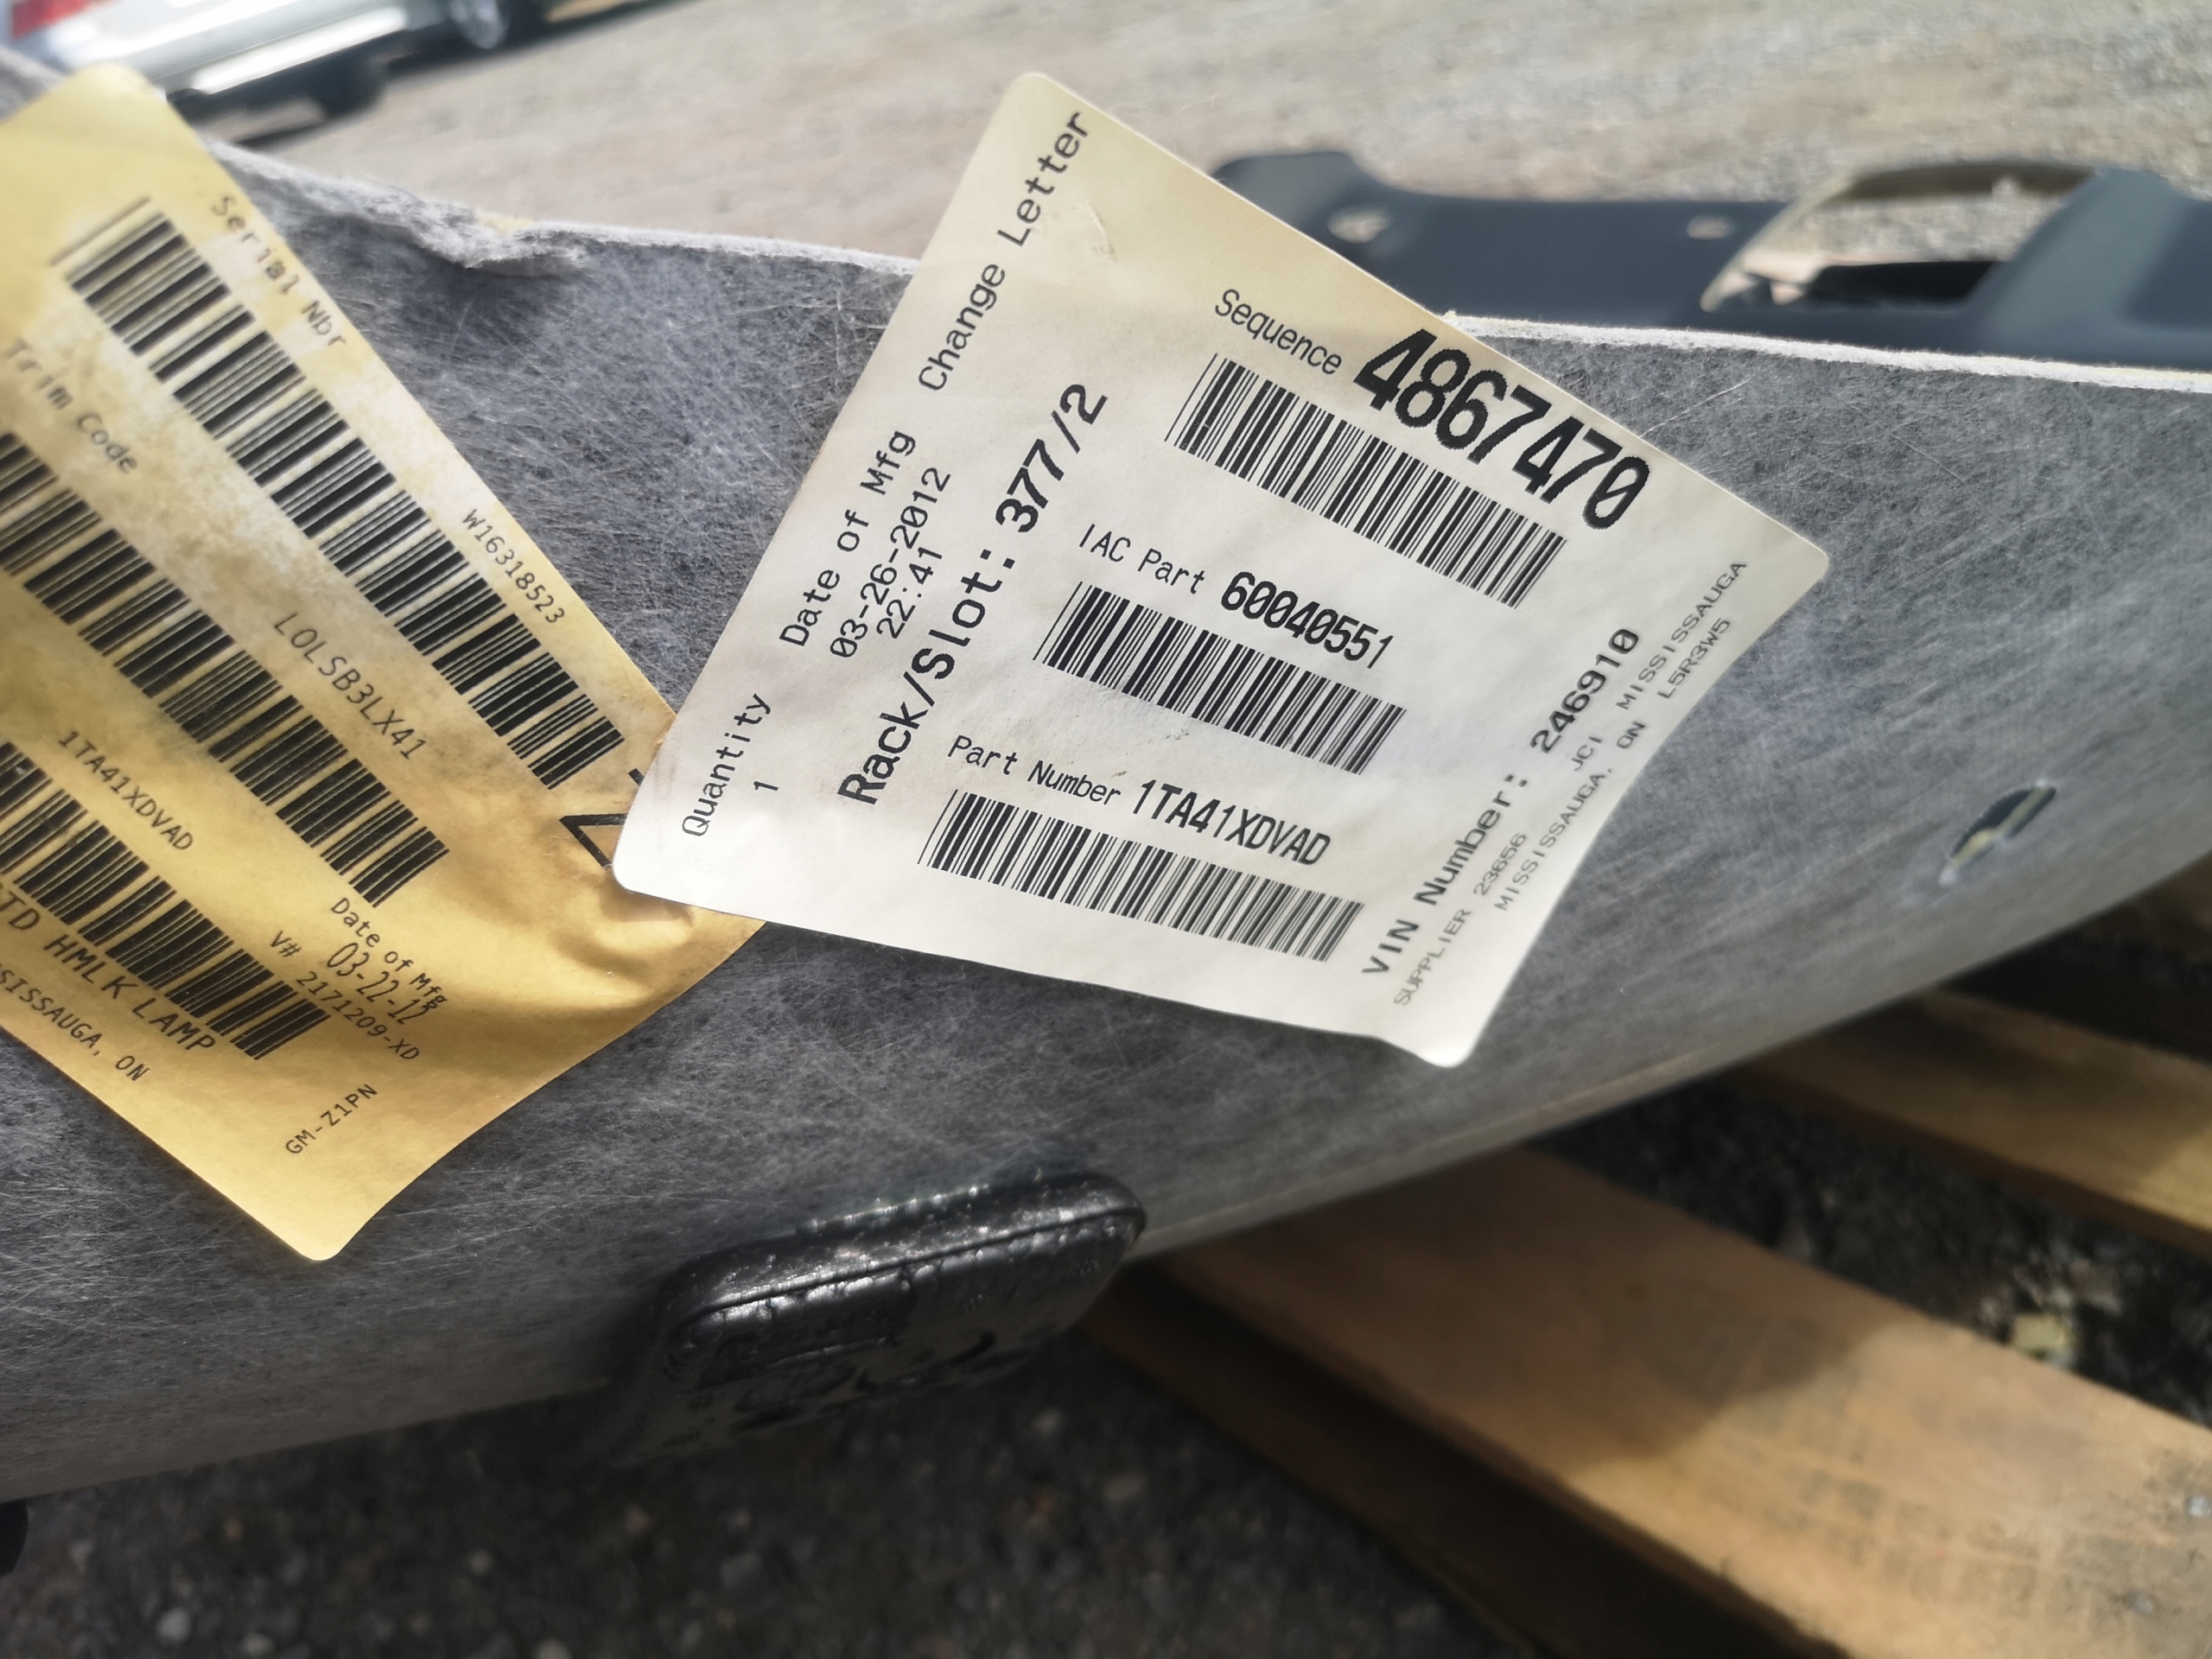 Serial Nbr
W16318523
Trim Code
L0LSB3LX41
1TA41XDVAD
Date of Mfg
03-22-12
V# 2171209-XD
TD HMLK LAMP
SISSAUGA, ON
GM-Z1PN
Change Letter
Date of Mfg
03-26-2012
22:41
Quantity
1
Rack/Slot: 377/2
Sequence 4867470
IAC Part 60040551
Part Number 1TA41XDVAD
VIN Number: 246910
SUPPLIER 23656 JCI MISSISSAUGA
MISSISSAUGA, ON L5R3W5